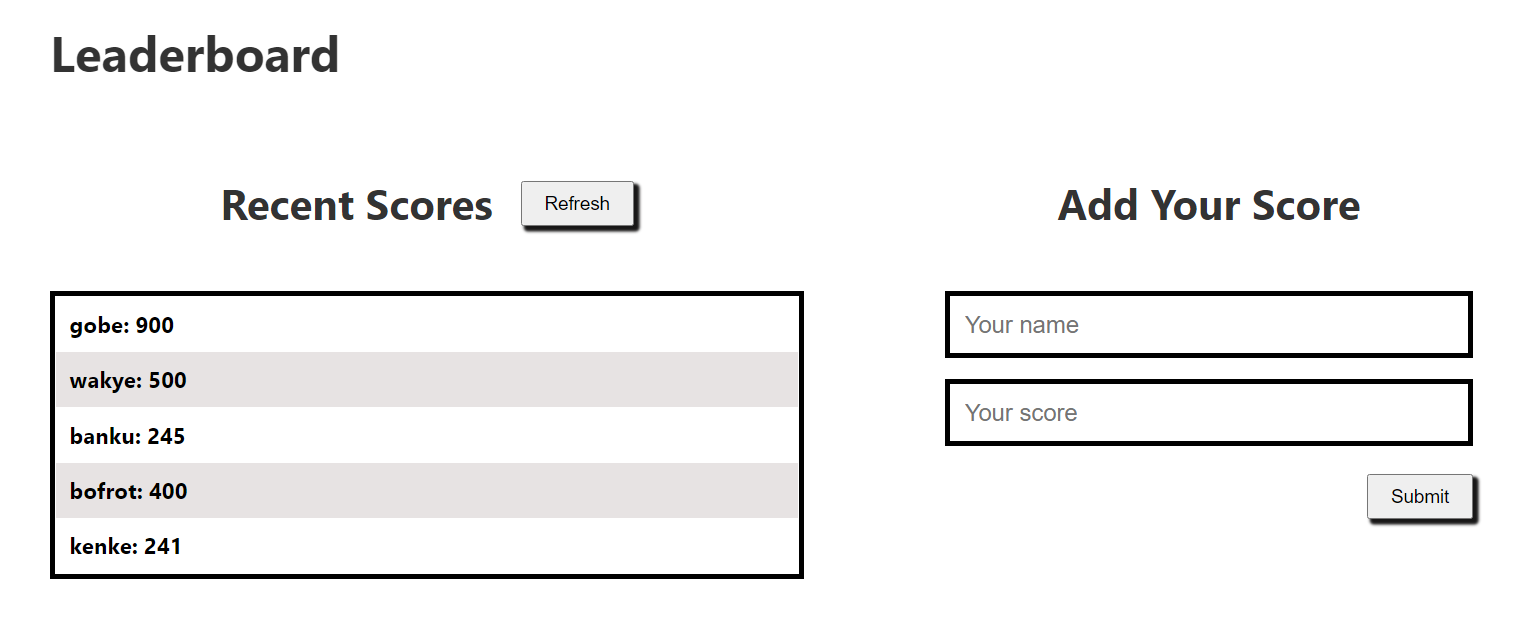 Leaderboard
Recent Scores
Refresh
gobe: 900
wakye: 500
banku: 245
bofrot: 400
kenke: 241
Add Your Score
Your name
Your score
Submit